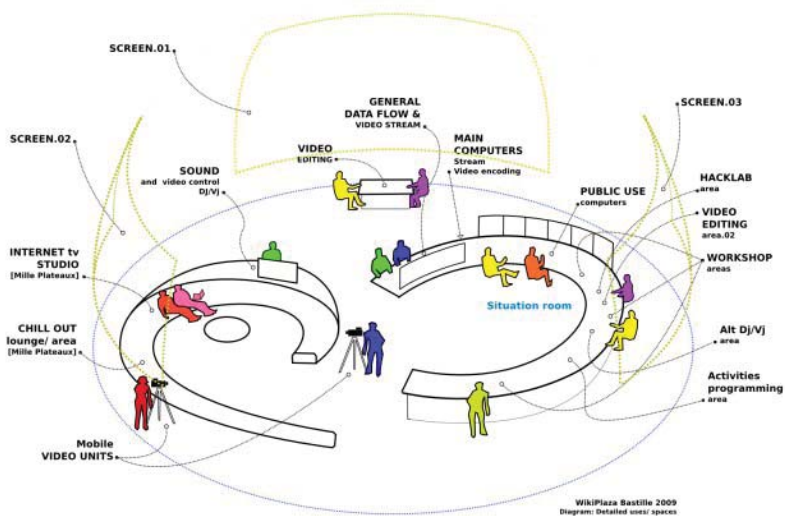 SCREEN.01
SCREEN.02
SOUND
and video control
DJ/VJ
VIDEO
EDITING
GENERAL
DATA FLOW &
VIDEO STREAM
MAIN
COMPUTERS
Stream
Video encoding
PUBLIC USE
computers
SCREEN.03
HACKLAB
area
VIDEO
EDITING
area.02
WORKSHOP
areas
INTERNET tv
STUDIO
[Mille Plateaux]
Situation room
CHILL OUT
lounge/ area
[Mille Plateaux]
Alt Dj/Vj
area
Activities
programming
area
Mobile
VIDEO UNITS
WikiPlaza Bastille 2009
Diagram: Detailed uses/ spaces